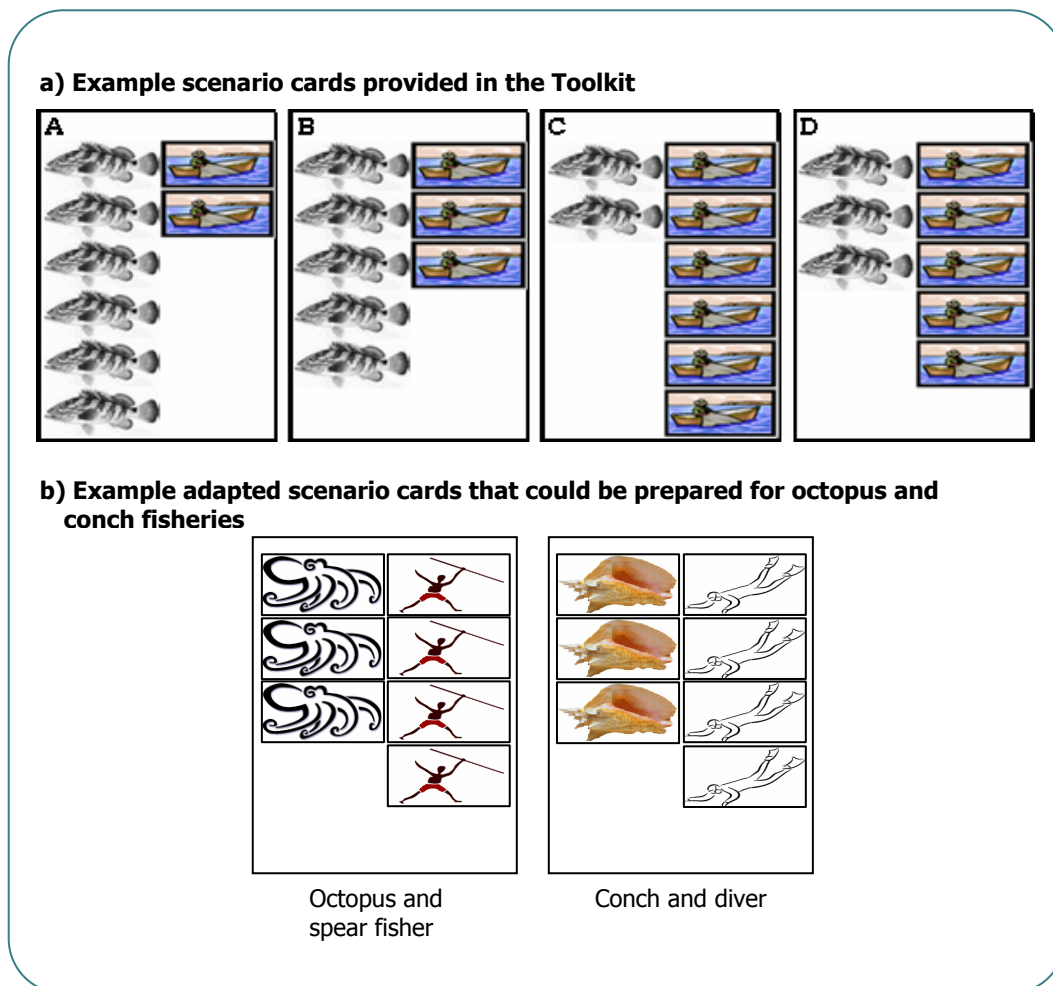 a) Example scenario cards provided in the Toolkit
A
B
C
D
b) Example adapted scenario cards that could be prepared for octopus and
conch fisheries
Octopus and
spear fisher
Conch and diver